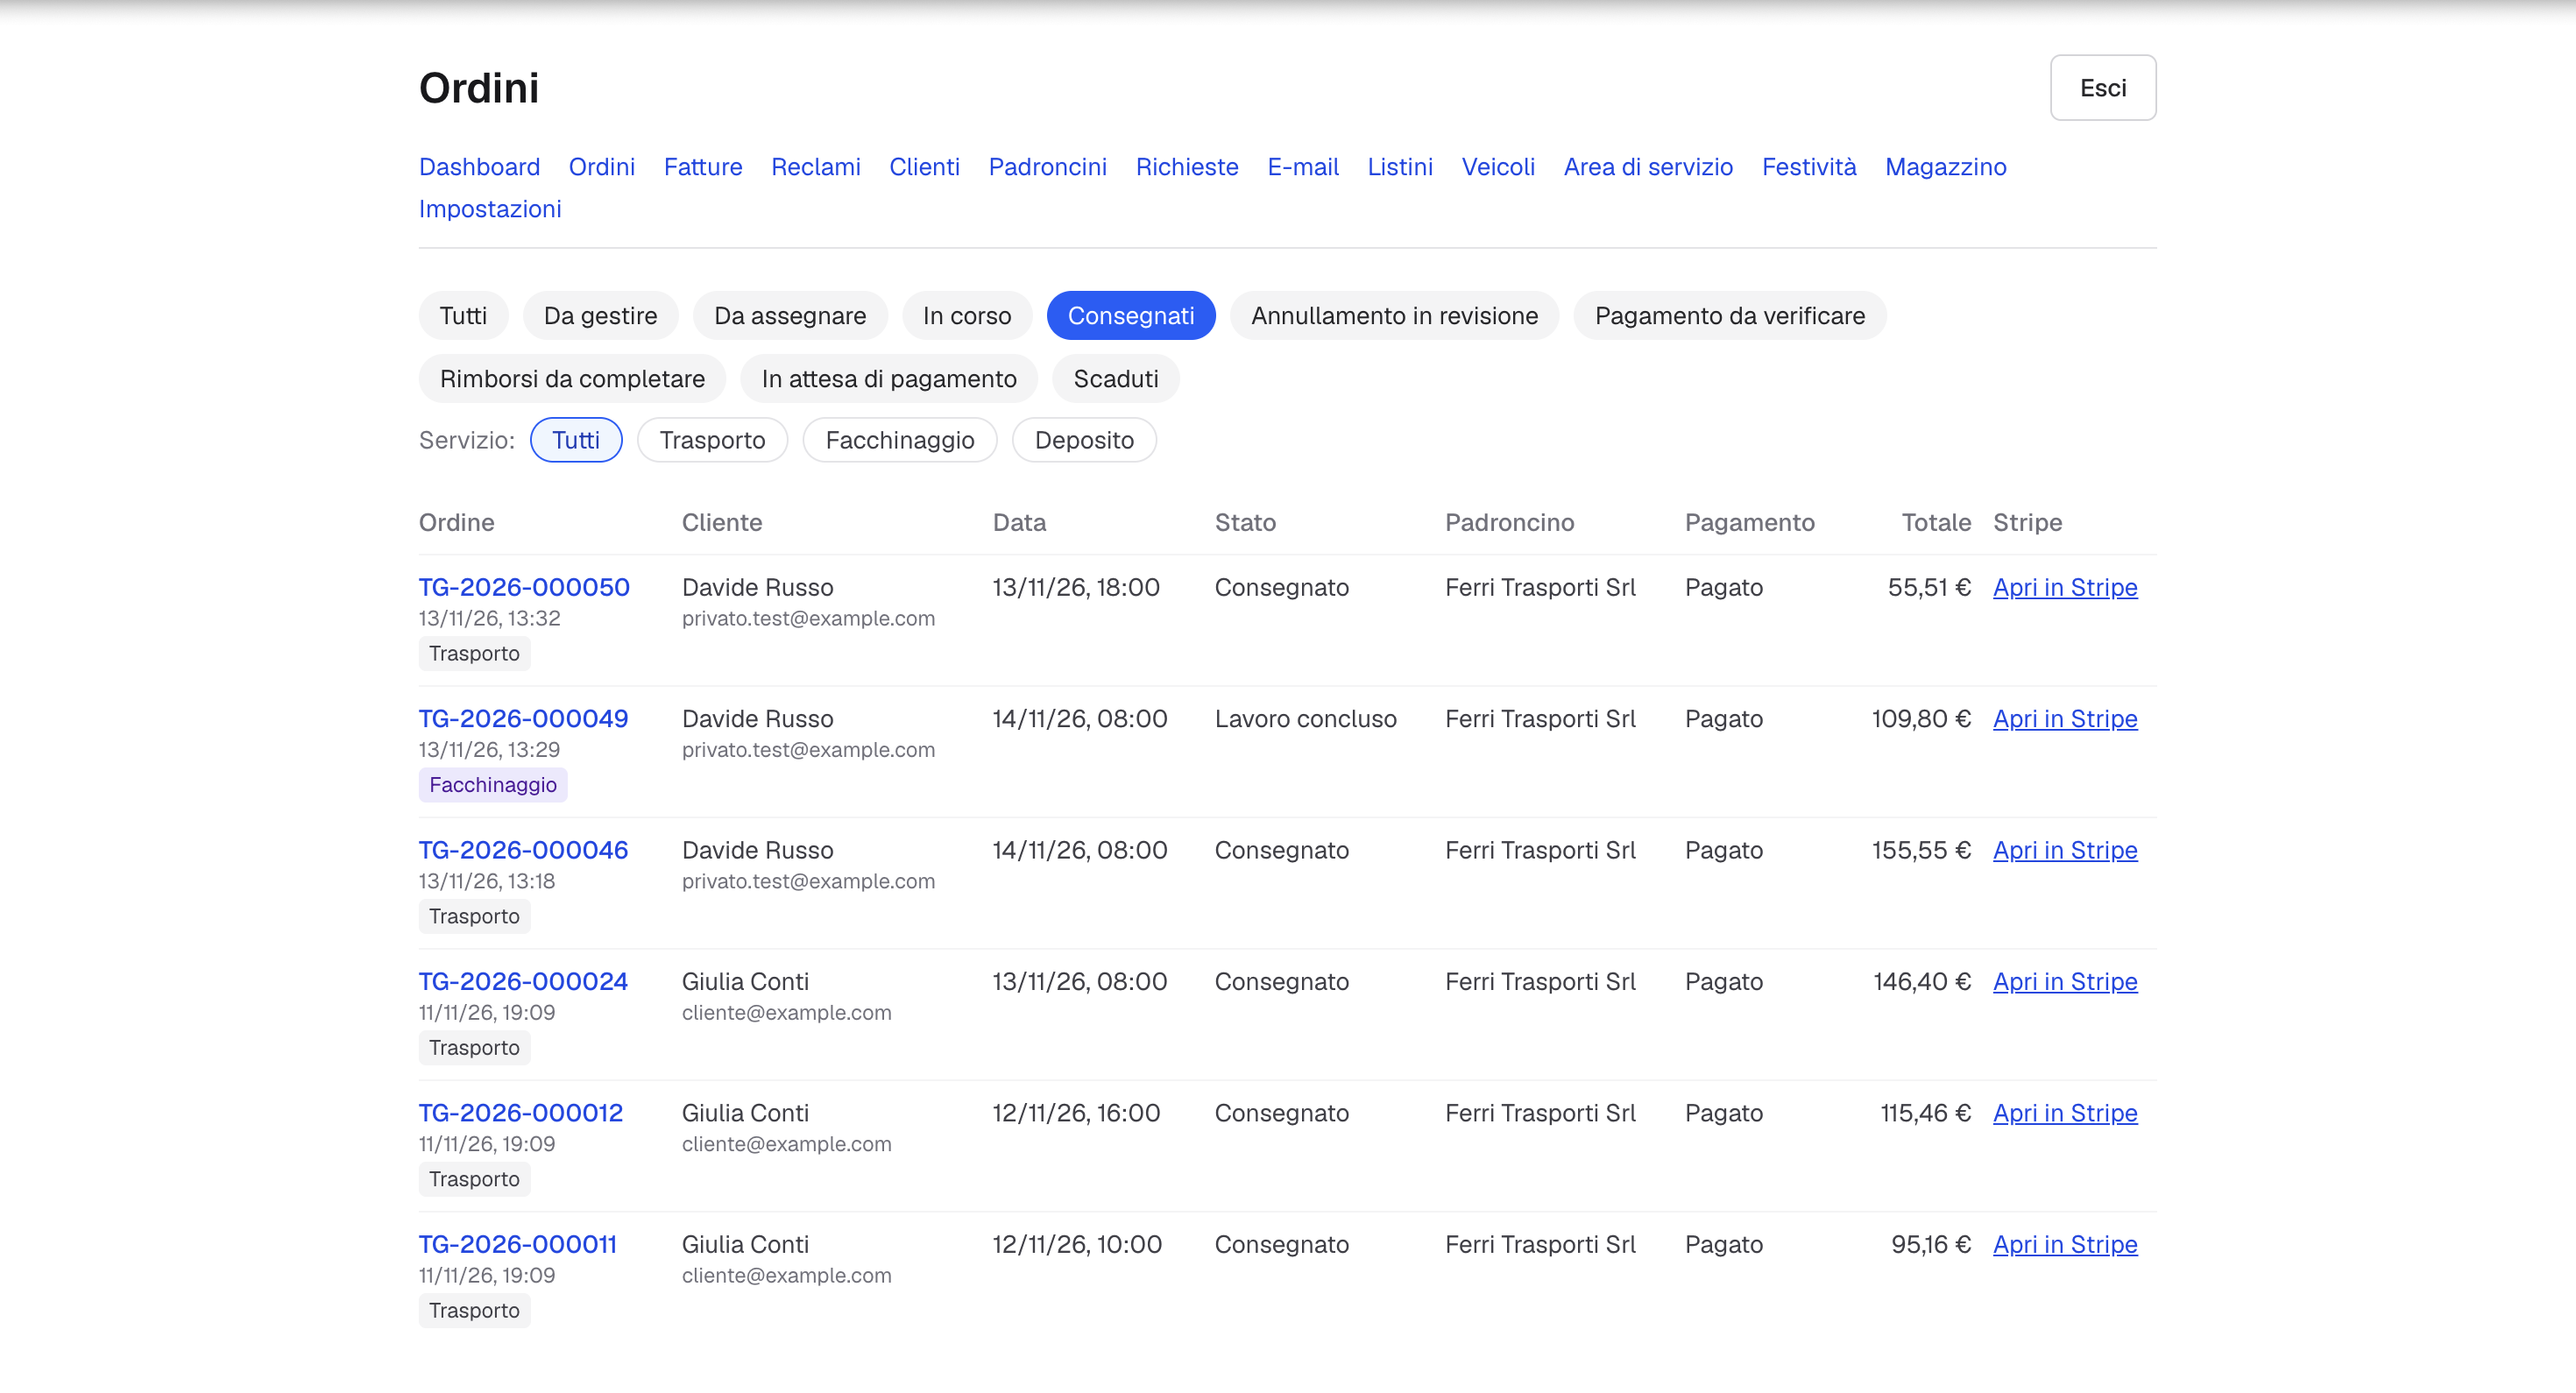 Ordini
Esci
Dashboard Ordini Fatture Reclami Clienti Padroncini Richieste E-mail Listini Veicoli Area di servizio Festività Magazzino
Impostazioni
Tutti Da gestire Da assegnare In corso Consegnati Annullamento in revisione Pagamento da verificare
Rimborsi da completare In attesa di pagamento Scaduti
Servizio: Tutti Trasporto Facchinaggio Deposito
Ordine Cliente Data Stato Padroncino Pagamento Totale Stripe
TG-2026-000050 Davide Russo 13/11/26, 18:00 Consegnato Ferri Trasporti Srl Pagato 55,51 € Apri in Stripe
13/11/26, 13:32 privato.test@example.com
Trasporto
TG-2026-000049 Davide Russo 14/11/26, 08:00 Lavoro concluso Ferri Trasporti Srl Pagato 109,80 € Apri in Stripe
13/11/26, 13:29 privato.test@example.com
Facchinaggio
TG-2026-000046 Davide Russo 14/11/26, 08:00 Consegnato Ferri Trasporti Srl Pagato 155,55 € Apri in Stripe
13/11/26, 13:18 privato.test@example.com
Trasporto
TG-2026-000024 Giulia Conti 13/11/26, 08:00 Consegnato Ferri Trasporti Srl Pagato 146,40 € Apri in Stripe
11/11/26, 19:09 cliente@example.com
Trasporto
TG-2026-000012 Giulia Conti 12/11/26, 16:00 Consegnato Ferri Trasporti Srl Pagato 115,46 € Apri in Stripe
11/11/26, 19:09 cliente@example.com
Trasporto
TG-2026-000011 Giulia Conti 12/11/26, 10:00 Consegnato Ferri Trasporti Srl Pagato 95,16 € Apri in Stripe
11/11/26, 19:09 cliente@example.com
Trasporto